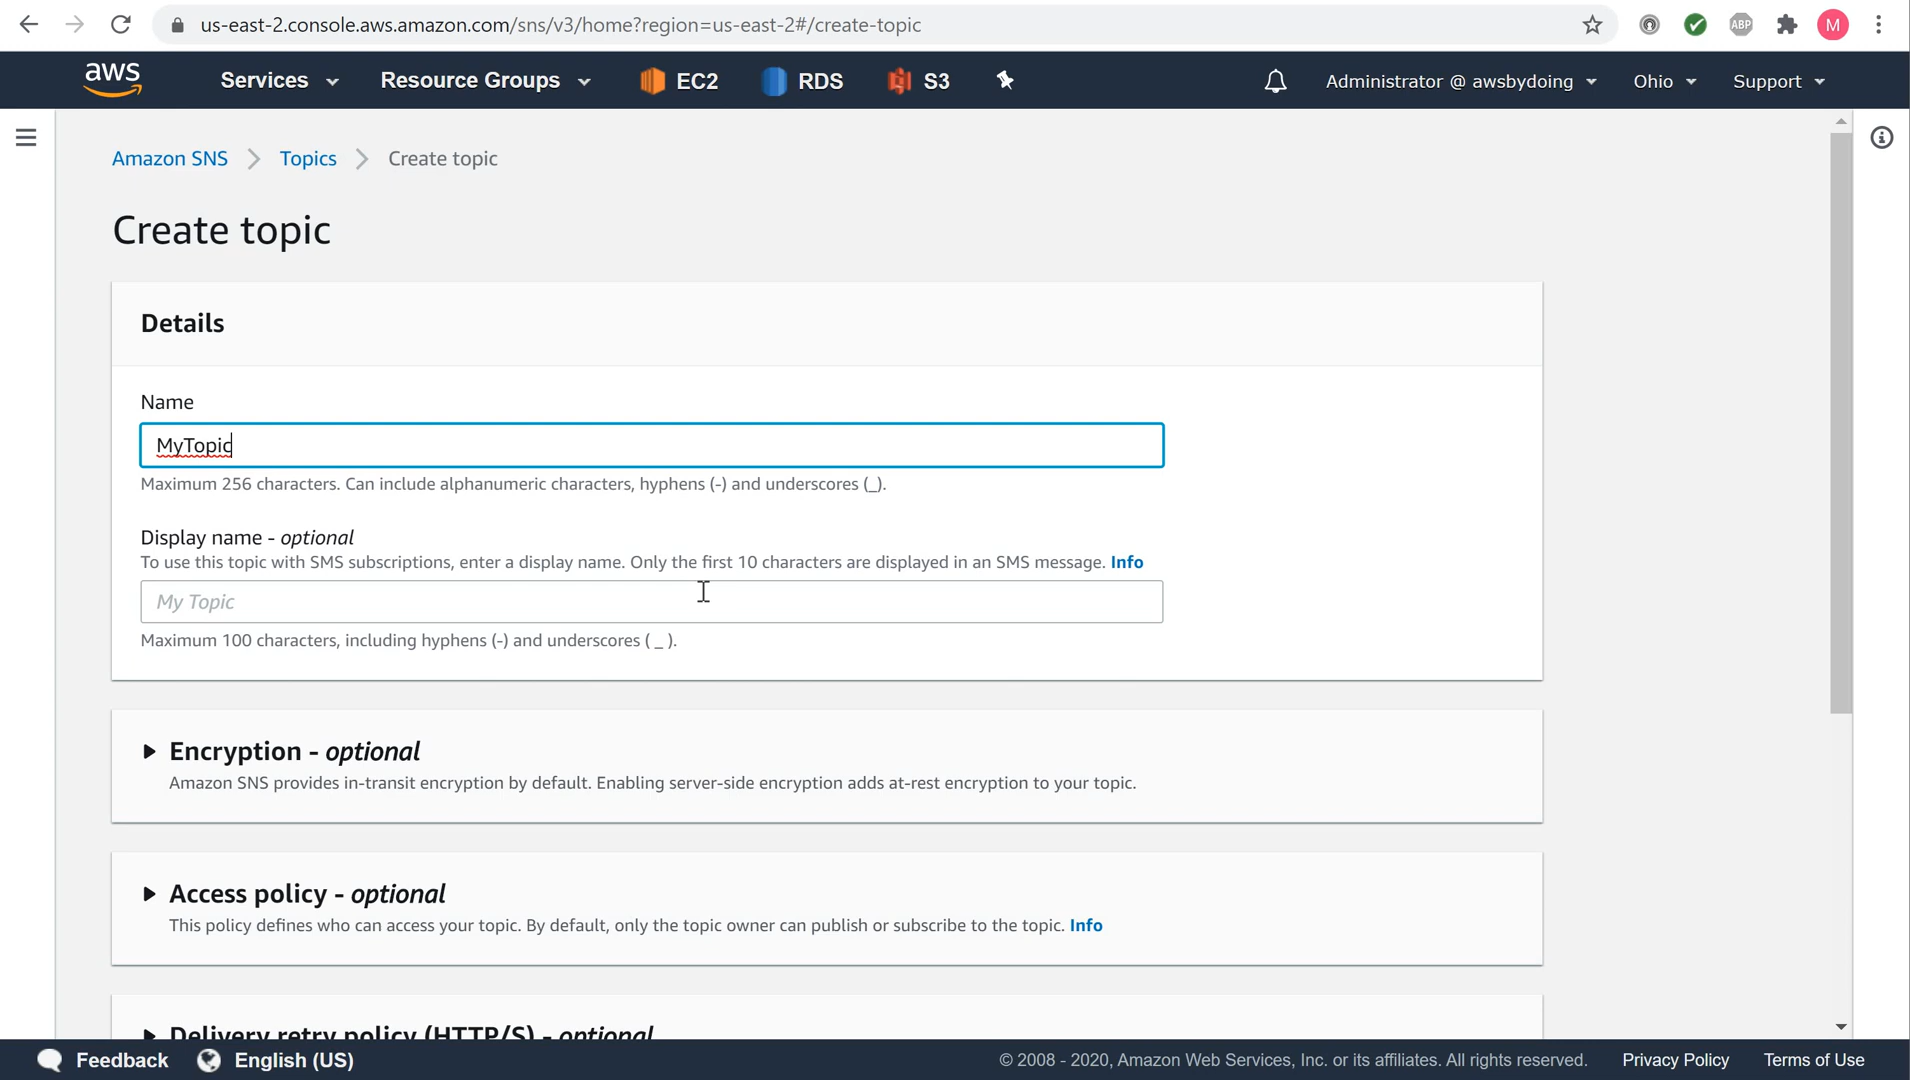 us-east-2.console.aws.amazon.com/sns/v3/home?region=us-east-2#/create-topic
ABP
M
aws
Services
Resource Groups
EC2
RDS
S3
Administrator @ awsbydoing
Ohio
Support
Amazon SNS
Topics
Create topic
Create topic
Details
Name
MyTopic
Maximum 256 characters. Can include alphanumeric characters, hyphens (-) and underscores (_).
Display name - optional
To use this topic with SMS subscriptions, enter a display name. Only the first 10 characters are displayed in an SMS message. Info
My Topic
Maximum 100 characters, including hyphens (-) and underscores ( _ ).
Encryption - optional
Amazon SNS provides in-transit encryption by default. Enabling server-side encryption adds at-rest encryption to your topic.
Access policy - optional
This policy defines who can access your topic. By default, only the topic owner can publish or subscribe to the topic. Info
Delivery retry policy (HTTP/S) - optional
Feedback
English (US)
© 2008 - 2020, Amazon Web Services, Inc. or its affiliates. All rights reserved.
Privacy Policy
Terms of Use